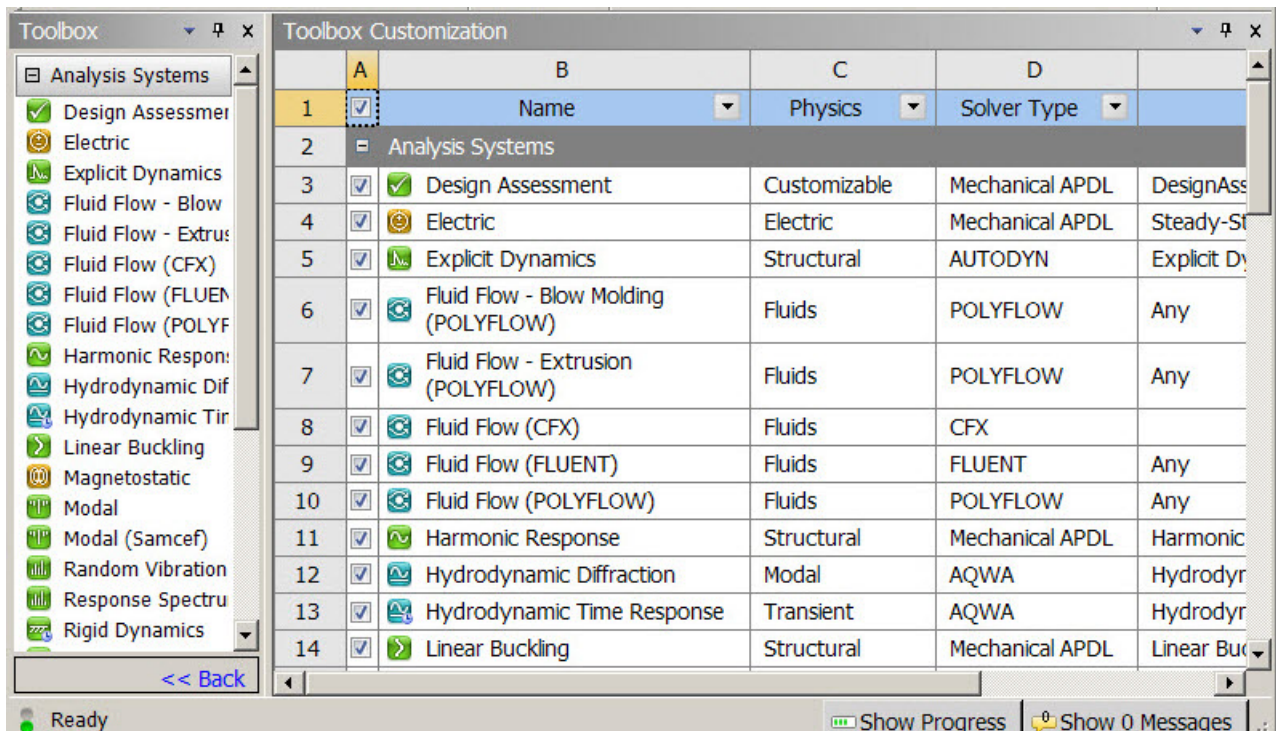 Toolbox
Toolbox Customization
Analysis Systems
Design Assessmer
Electric
Explicit Dynamics
Fluid Flow - Blow
Fluid Flow - Extrus
Fluid Flow (CFX)
Fluid Flow (FLUEN
Fluid Flow (POLYF
Harmonic Respons
Hydrodynamic Dif
Hydrodynamic Tir
Linear Buckling
Magnetostatic
Modal
Modal (Samcef)
Random Vibration
Response Spectru
Rigid Dynamics
<< Back
A B C D
1 Name Physics Solver Type
2 Analysis Systems
3 Design Assessment Customizable Mechanical APDL DesignAss
4 Electric Electric Mechanical APDL Steady-St
5 Explicit Dynamics Structural AUTODYN Explicit Dy
6 Fluid Flow - Blow Molding
(POLYFLOW) Fluids POLYFLOW Any
7 Fluid Flow - Extrusion
(POLYFLOW) Fluids POLYFLOW Any
8 Fluid Flow (CFX) Fluids CFX
9 Fluid Flow (FLUENT) Fluids FLUENT Any
10 Fluid Flow (POLYFLOW) Fluids POLYFLOW Any
11 Harmonic Response Structural Mechanical APDL Harmonic
12 Hydrodynamic Diffraction Modal AQWA Hydrodyr
13 Hydrodynamic Time Response Transient AQWA Hydrodyr
14 Linear Buckling Structural Mechanical APDL Linear Buc
Ready
Show Progress
0 Show 0 Messages